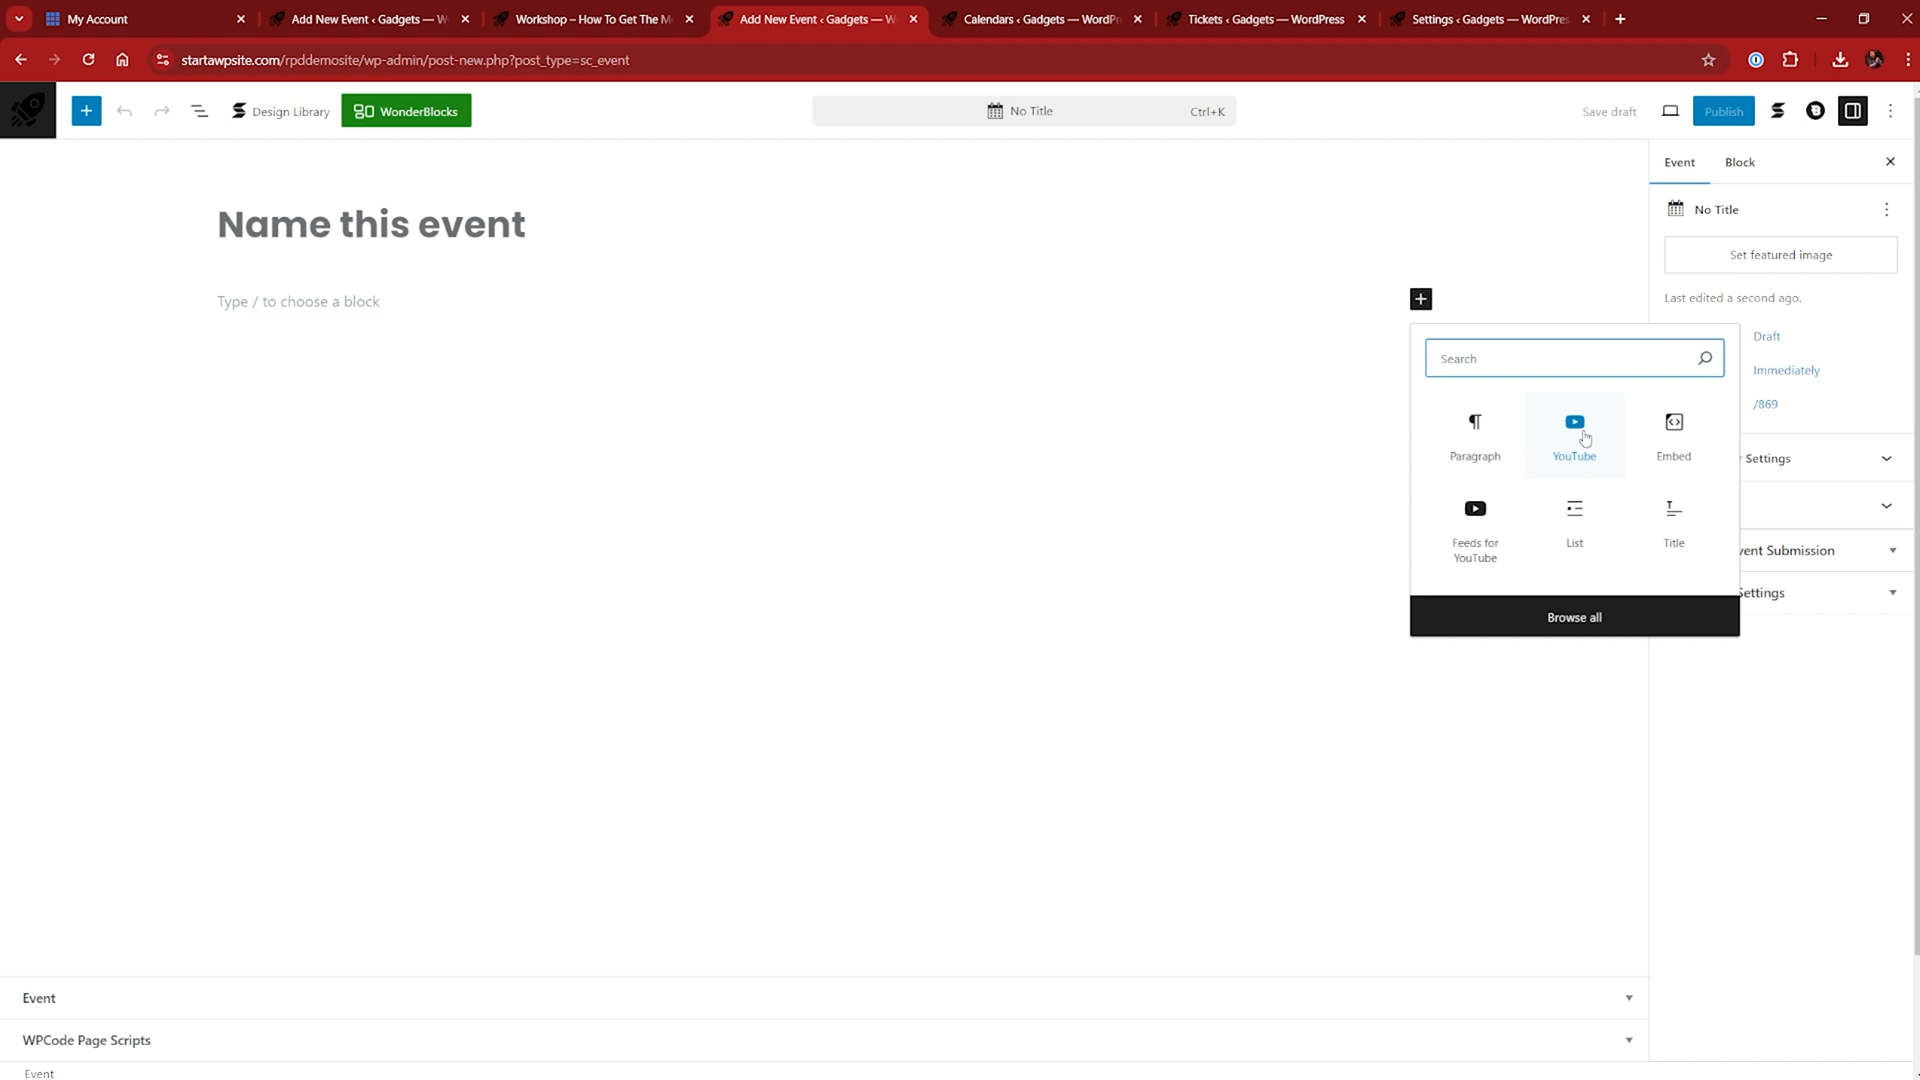 My Account
Add New Event ‹ Gadgets — W
Workshop – How To Get The M
Add New Event ‹ Gadgets — W
Calendars ‹ Gadgets — WordP
Tickets ‹ Gadgets — WordPress
Settings ‹ Gadgets — WordPres
startawpsite.com/rpddemosite/wp-admin/post-new.php?post_type=sc_event
Design Library
WonderBlocks
No Title
Ctrl+K
Save draft
Publish
Event
Block
Name this event
No Title
Set featured image
Type / to choose a block
Last edited a second ago.
Draft
Search
Immediately
/869
Paragraph
YouTube
Embed
Settings
Feeds for
YouTube
List
Title
vent Submission
Settings
Browse all
Event
WPCode Page Scripts
Event